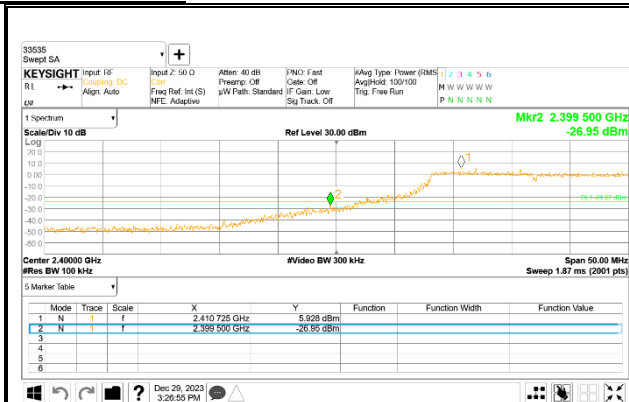 33535
Swept SA
+
KEYSIGHT
Input: RF
Coupling: DC
Align: Auto
Input Z: 50 Ω
Corr
Freq Ref: Int (S)
NFE: Adaptive
Atten: 40 dB
Preamp: Off
µW Path: Standard
PNO: Fast
Gate: Off
IF Gain: Low
Sig Track: Off
#Avg Type: Power (RMS
Avg|Hold: 100/100
Trig: Free Run
1 2 3 4 5 6
M W W W W W
P N N N N N
RL
1 Spectrum
Scale/Div 10 dB
Ref Level 30.00 dBm
Mkr2 2.399 500 GHz
-26.95 dBm
Log
20.0
10.0
0.00
-10.0
-20.0
-30.0
-40.0
-50.0
-60.0
1
2
Center 2.40000 GHz
#Video BW 300 kHz
Span 50.00 MHz
#Res BW 100 kHz
Sweep 1.87 ms (2001 pts)
5 Marker Table
Mode Trace Scale X Y Function Function Width Function Value
1 N 1 f 2.410 725 GHz 5.928 dBm
2 N 1 f 2.399 500 GHz -26.95 dBm
3
4
5
6
?
Dec 29, 2023
3:26:55 PM